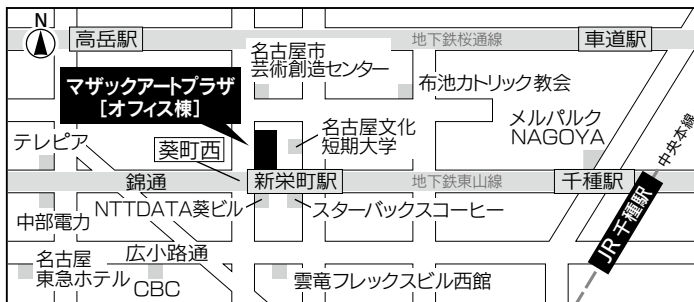 N
高岳駅
地下鉄桜通線
車道駅
名古屋市
芸術創造センター
マザックアートプラザ
[オフィス棟]
布池カトリック教会
名古屋文化
短期大学
メルパルク
NAGOYA
中央本線
テレピア
葵町西
錦通
新栄町駅
地下鉄東山線
千種駅
中部電力
NTTDATA葵ビル
スターバックスコーヒー
JR 千種駅
名古屋
東急ホテル
広小路通
CBC
雲竜フレックスビル西館